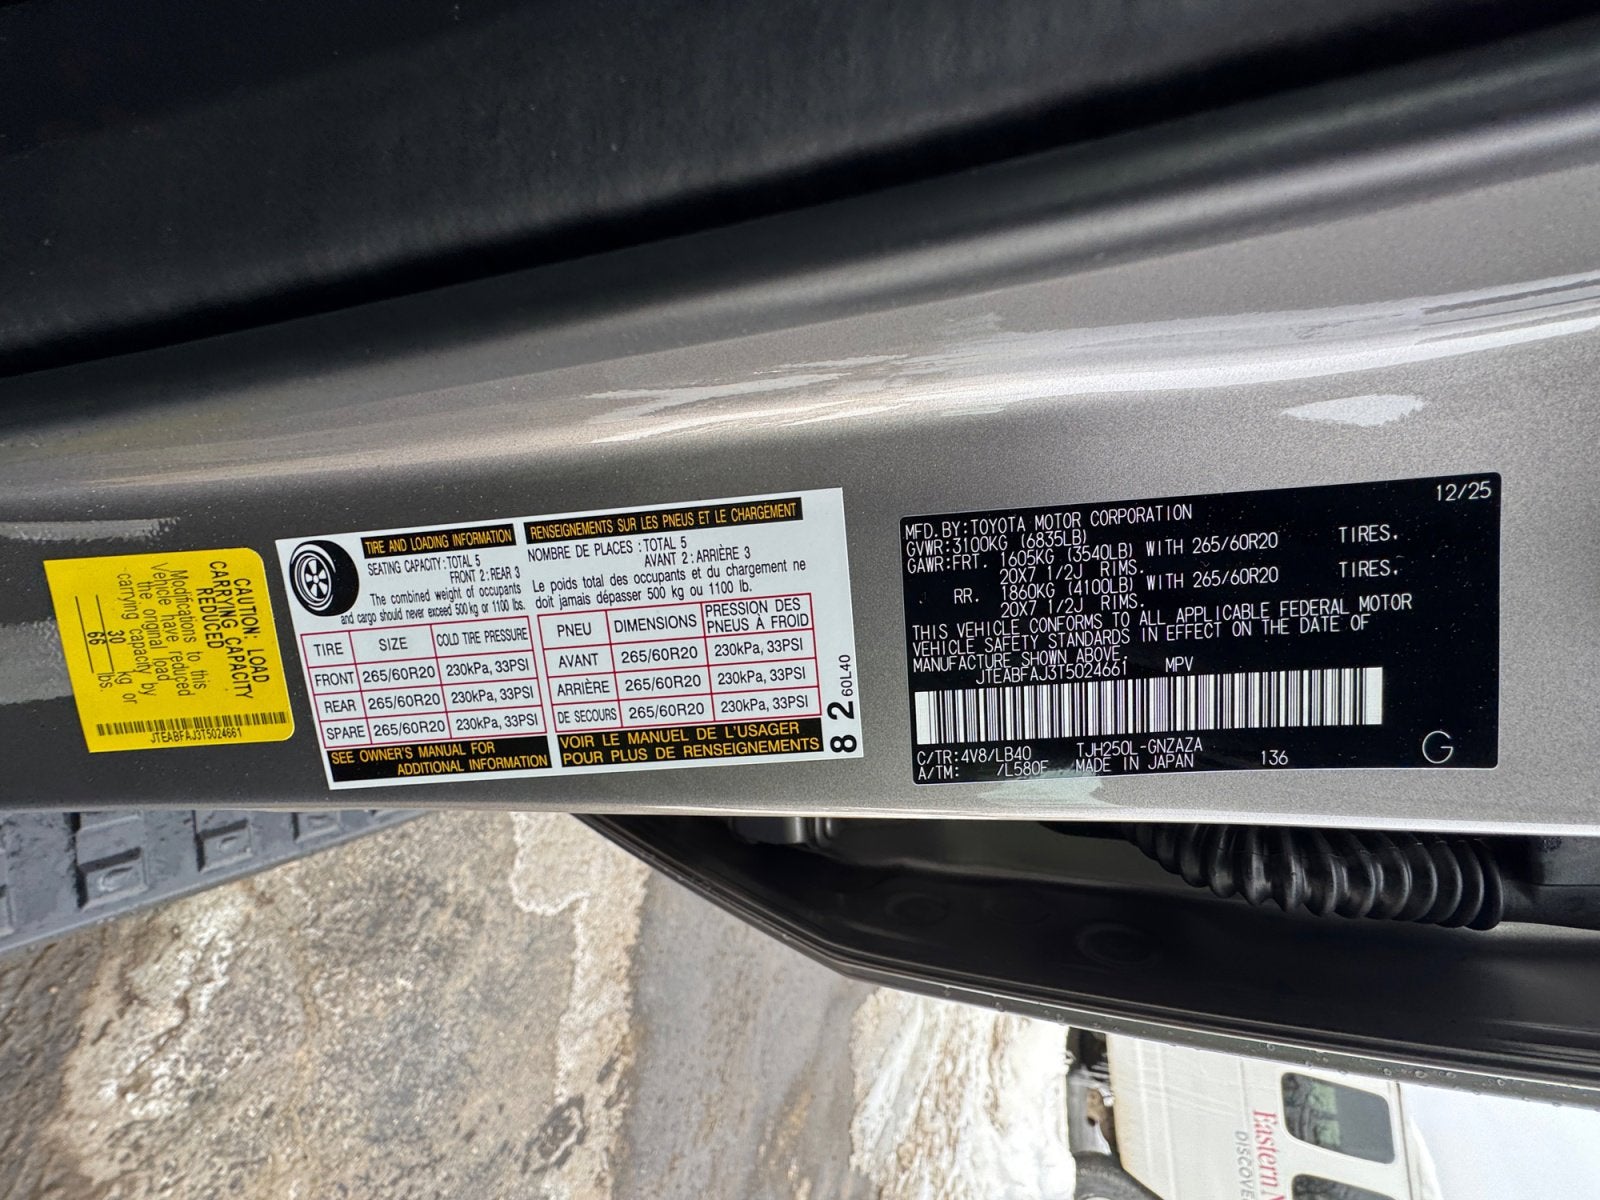 CAUTION: LOAD
CARRYING CAPACITY
REDUCED
Modifications to this
Vehicle have reduced
the original load
carrying capacity by
30 kg or
66 lbs.
JTEABFAJ3T5024661
TIRE AND LOADING INFORMATION
SEATING CAPACITY: TOTAL 5
FRONT 2: REAR 3
The combined weight of occupants
and cargo should never exceed 500 kg or 1100 lbs.
TIRE SIZE COLD TIRE PRESSURE
FRONT 265/60R20 230kPa, 33PSI
REAR 265/60R20 230kPa, 33PSI
SPARE 265/60R20 230kPa, 33PSI
SEE OWNER'S MANUAL FOR
ADDITIONAL INFORMATION
RENSEIGNEMENTS SUR LES PNEUS ET LE CHARGEMENT
NOMBRE DE PLACES : TOTAL 5
AVANT 2 : ARRIÈRE 3
Le poids total des occupants et du chargement ne
doit jamais dépasser 500 kg ou 1100 lb.
PNEU DIMENSIONS PRESSION DES PNEUS À FROID
AVANT 265/60R20 230kPa, 33PSI
ARRIÈRE 265/60R20 230kPa, 33PSI
DE SECOURS 265/60R20 230kPa, 33PSI
VOIR LE MANUEL DE L'USAGER
POUR PLUS DE RENSEIGNEMENTS
82 60L40
12/25
MFD.BY:TOYOTA MOTOR CORPORATION
GVWR:3100KG (6835LB)
GAWR:FRT. 1605KG (3540LB) WITH 265/60R20 TIRES.
20X7 1/2J RIMS.
RR. 1860KG (4100LB) WITH 265/60R20 TIRES.
20X7 1/2J RIMS.
THIS VEHICLE CONFORMS TO ALL APPLICABLE FEDERAL MOTOR
VEHICLE SAFETY STANDARDS IN EFFECT ON THE DATE OF
MANUFACTURE SHOWN ABOVE.
JTEABFAJ3T5024661 MPV
C/TR:4V8/LB40 TJH250L-GNZAZA
A/TM: /L580F MADE IN JAPAN 136
G
Eastern